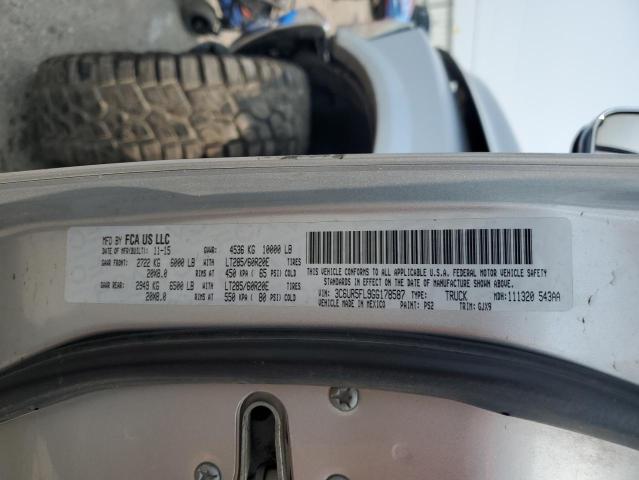 MFD BY FCA US LLC
DATE OF MFR(BUILT): 11-15 GVWR: 4536 KG 10000 LB
GAWR FRONT: 2722 KG 6000 LB WITH LT285/60R20E TIRES
20X8.0 RIMS AT 450 KPA ( 65 PSI) COLD
GAWR REAR: 2949 KG 6500 LB WITH LT285/60R20E TIRES
20X8.0 RIMS AT 550 KPA ( 80 PSI) COLD
THIS VEHICLE CONFORMS TO ALL APPLICABLE U.S.A. FEDERAL MOTOR VEHICLE SAFETY
STANDARDS IN EFFECT ON THE DATE OF MANUFACTURE SHOWN ABOVE.
VIN: 3C6UR5FL9GG178587 TYPE: TRUCK MDH: 111320 543AA
VEHICLE MADE IN MEXICO PAINT: PS2 TRIM: GJX9